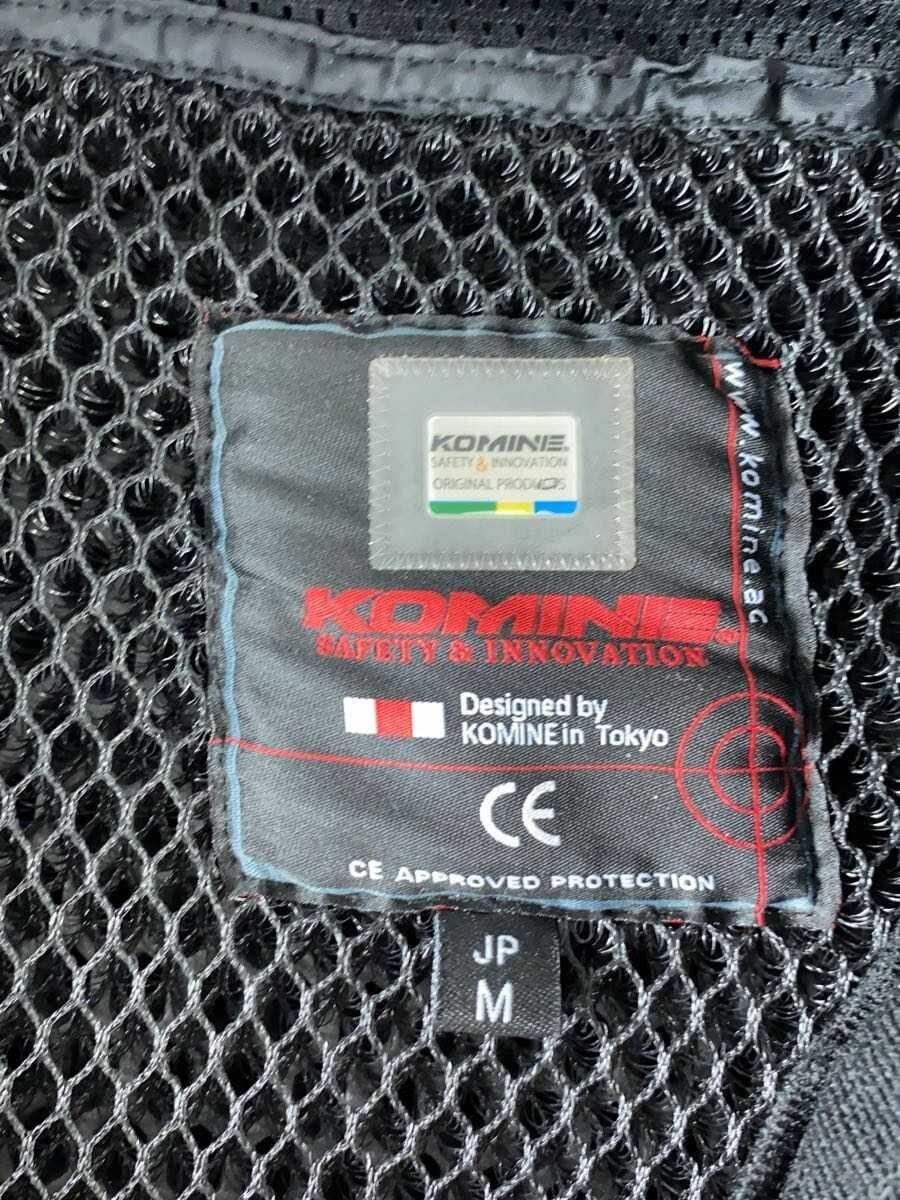 KOMINE.
SAFETY & INNOVATION
ORIGINAL PRODUCTS
www.komine.ac
KOMINE®
SAFETY & INNOVATION
Designed by
KOMINE in Tokyo
CE
CE APPROVED PROTECTION
JP
M